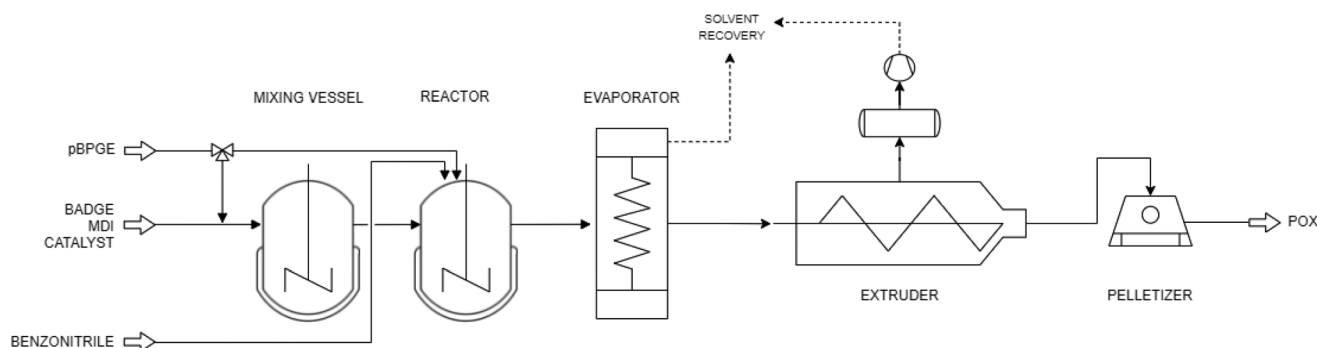 SOLVENT
RECOVERY
MIXING VESSEL
REACTOR
EVAPORATOR
pBPGE
BADGE
MDI
CATALYST
POX
EXTRUDER
PELLETIZER
BENZONITRILE